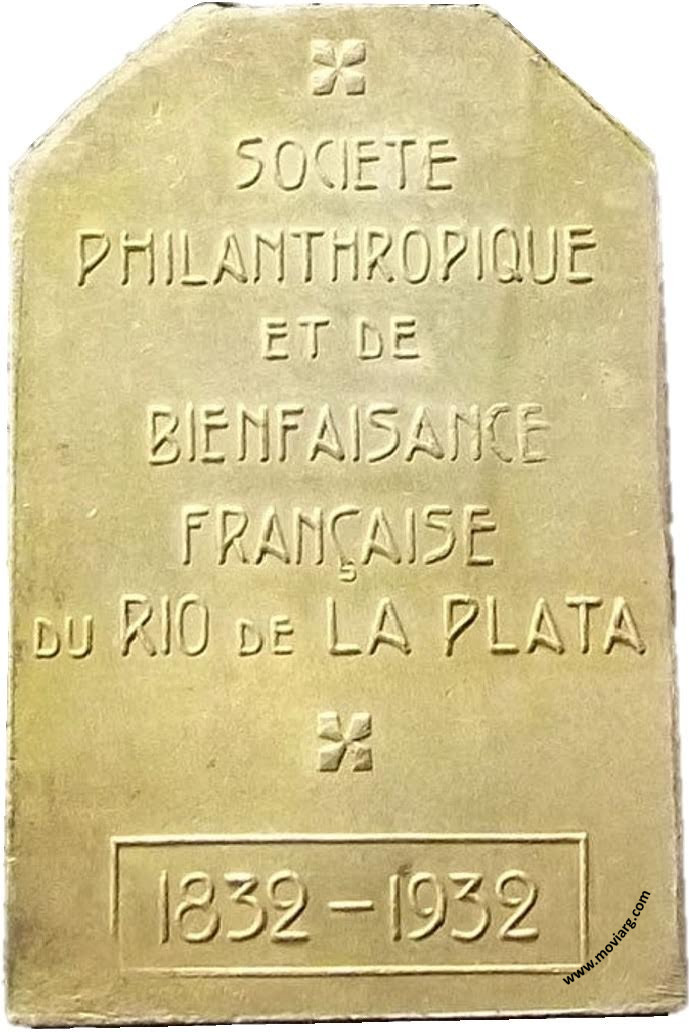 SOCIETE
PHILANTHROPIQUE
ET DE
BIENFAISANCE
FRANÇAISE
DU RIO DE LA PLATA
1832-1932
www.moviarg.com